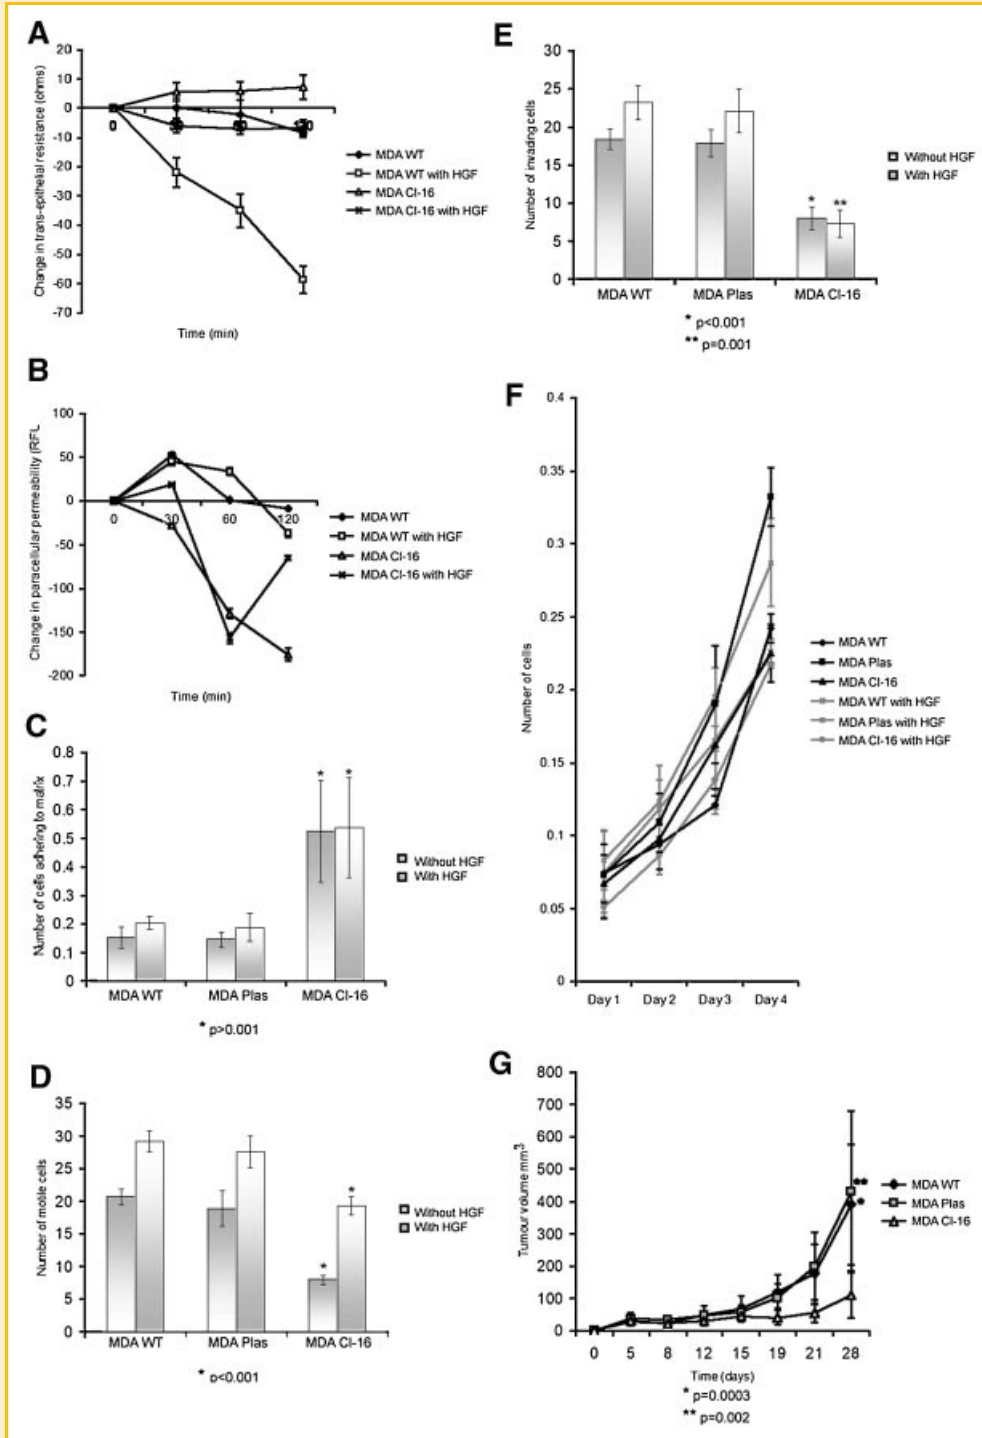 A
20
10
0
-10
-20
-30
-40
-50
-60
-70
0
Change in trans-epithelial resistance (ohms)
Time (min)
MDA WT
MDA WT with HGF
MDA Cl-16
MDA Cl-16 with HGF
B
100
50
0
-50
-100
-150
-200
0 30 60 120
Change in paracellular permeability (RFL
Time (min)
MDA WT
MDA WT with HGF
MDA Cl-16
MDA Cl-16 with HGF
C
0.8
0.7
0.6
0.5
0.4
0.3
0.2
0.1
0
Number of cells adhering to matrix
* *
MDA WT MDA Plas MDA Cl-16
Without HGF
With HGF
* p>0.001
D
35
30
25
20
15
10
5
0
Number of motile cells
* *
MDA WT MDA Plas MDA Cl-16
Without HGF
With HGF
* p<0.001
E
30
25
20
15
10
5
0
Number of invading cells
* **
MDA WT MDA Plas MDA Cl-16
Without HGF
With HGF
* p<0.001
** p=0.001
F
0.4
0.35
0.3
0.25
0.2
0.15
0.1
0.05
0
Number of cells
Day 1 Day 2 Day 3 Day 4
MDA WT
MDA Plas
MDA Cl-16
MDA WT with HGF
MDA Plas with HGF
MDA Cl-16 with HGF
G
800
700
600
500
400
300
200
100
0
Tumour volume mm3
**
*
0 5 8 12 15 19 21 28
Time (days)
MDA WT
MDA Plas
MDA Cl-16
* p=0.0003
** p=0.002